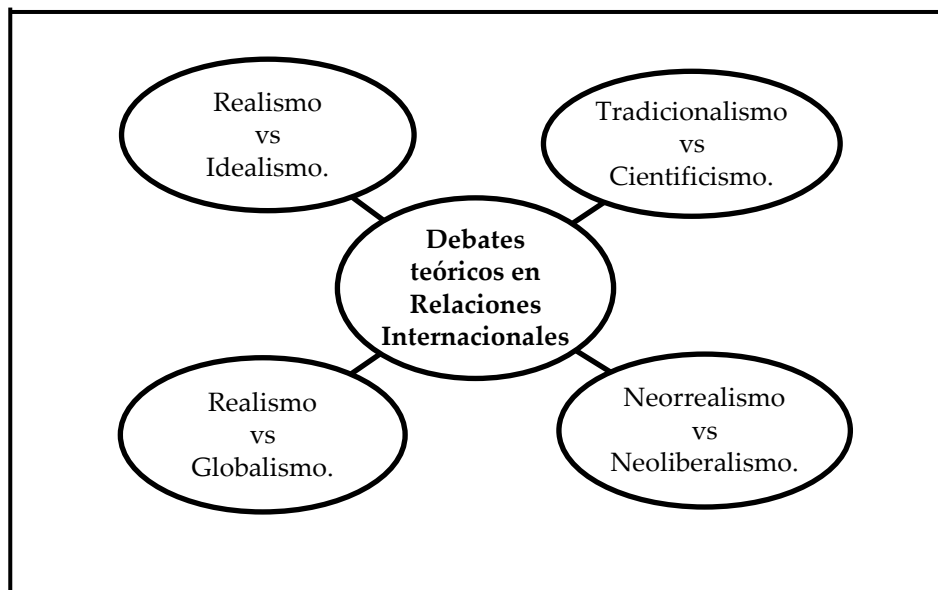 Realismo
vs
Idealismo.
Tradicionalismo
vs
Cientificismo.
Debates
teóricos en
Relaciones
Internacionales
Realismo
vs
Globalismo.
Neorrealismo
vs
Neoliberalismo.